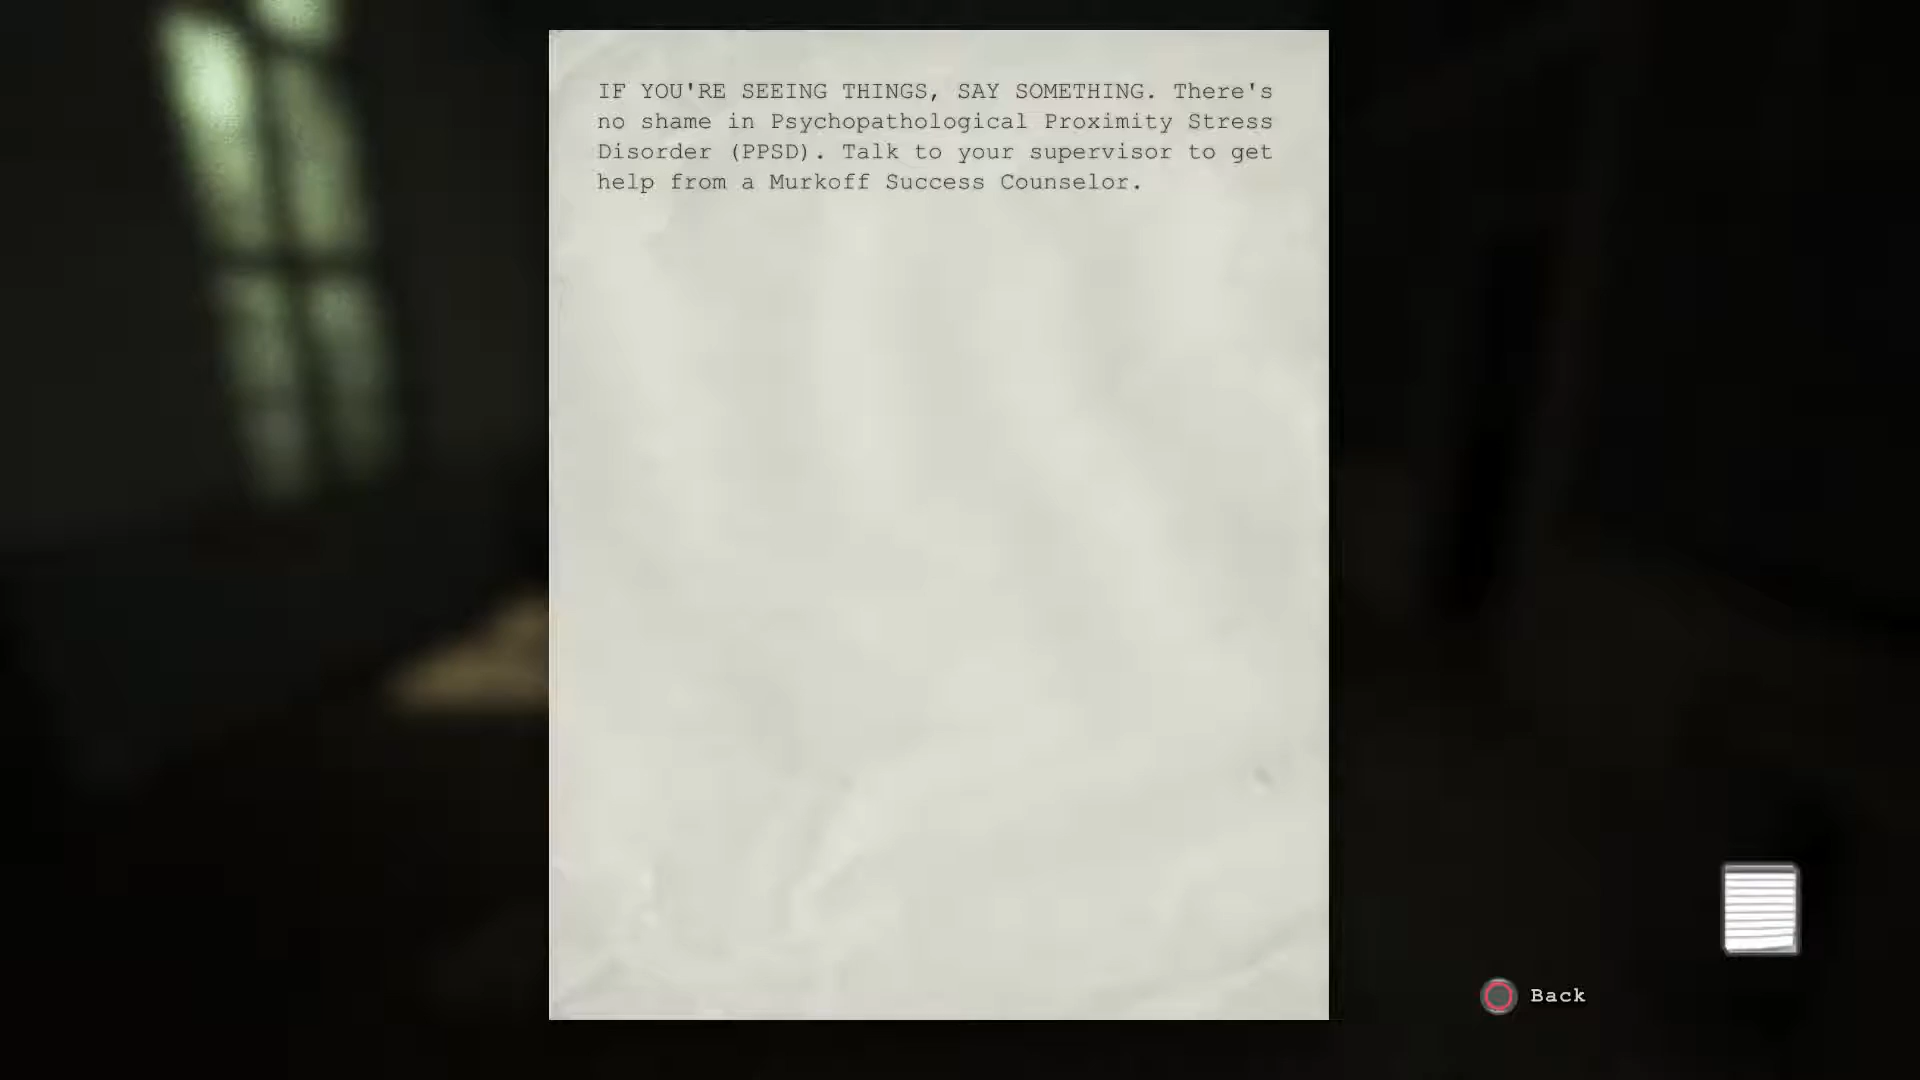 IF YOU'RE SEEING THINGS, SAY SOMETHING. There's
no shame in Psychopathological Proximity Stress
Disorder (PPSD). Talk to your supervisor to get
help from a Murkoff Success Counselor.
Back